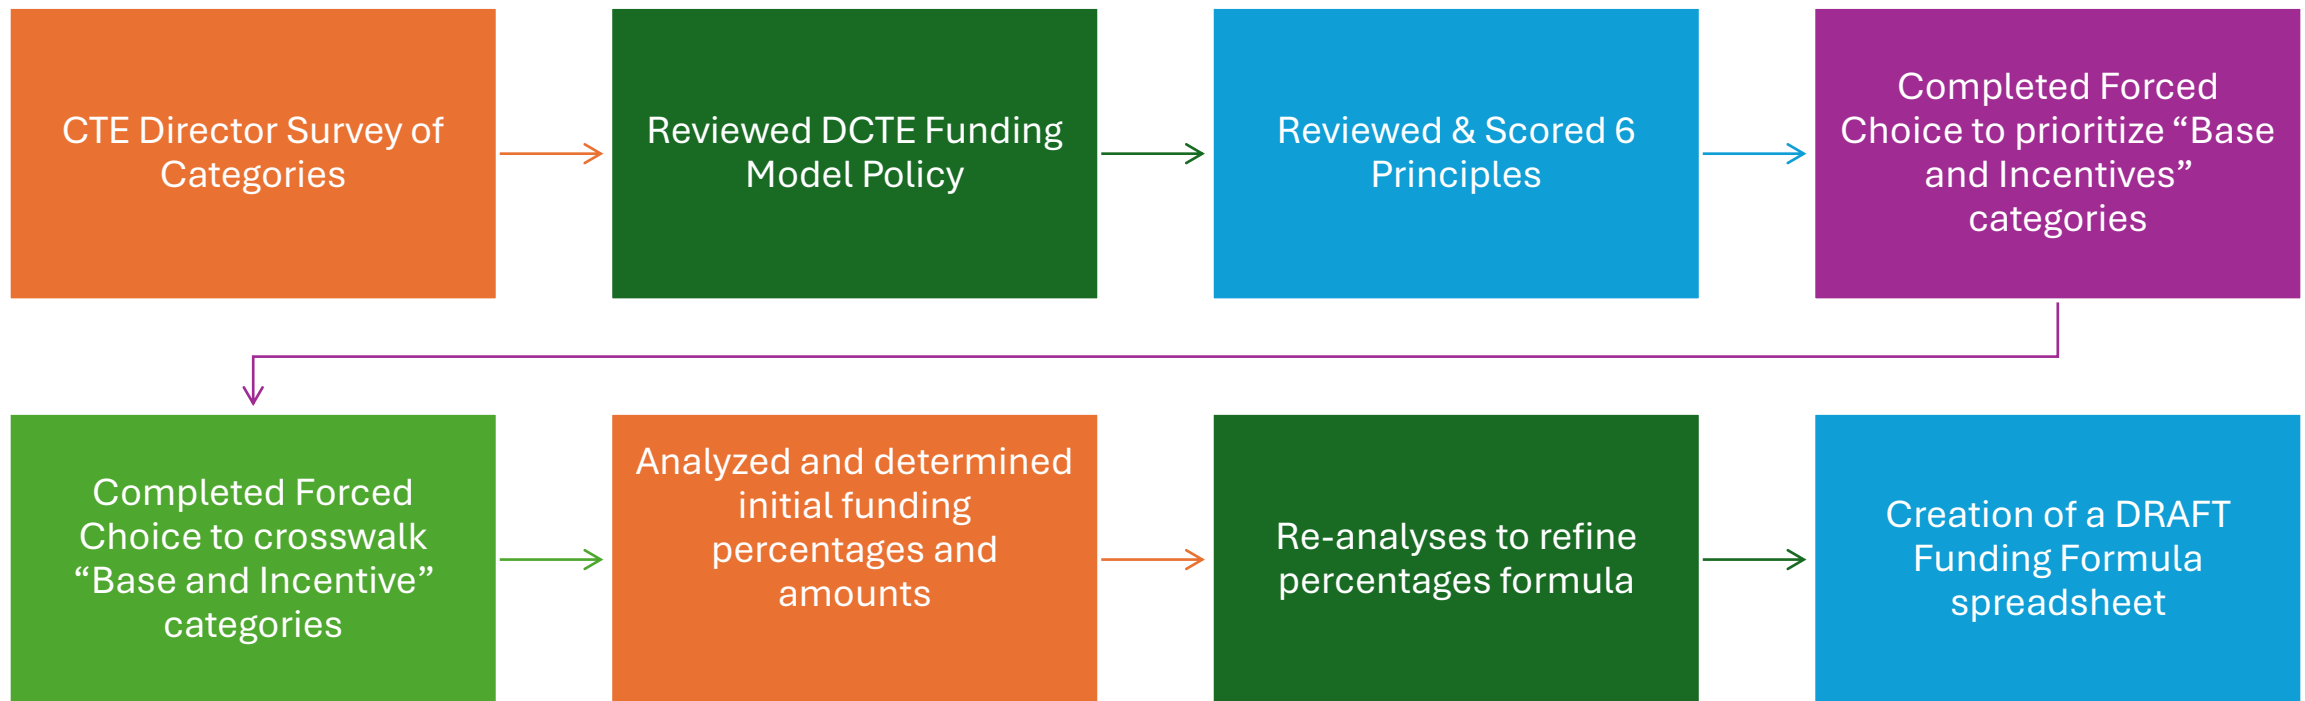 CTE Director Survey of
Categories
Reviewed DCTE Funding
Model Policy
Reviewed & Scored 6
Principles
Completed Forced
Choice to prioritize “Base
and Incentives”
categories
Completed Forced
Choice to crosswalk
“Base and Incentive”
categories
Analyzed and determined
initial funding
percentages and
amounts
Re-analyses to refine
percentages formula
Creation of a DRAFT
Funding Formula
spreadsheet